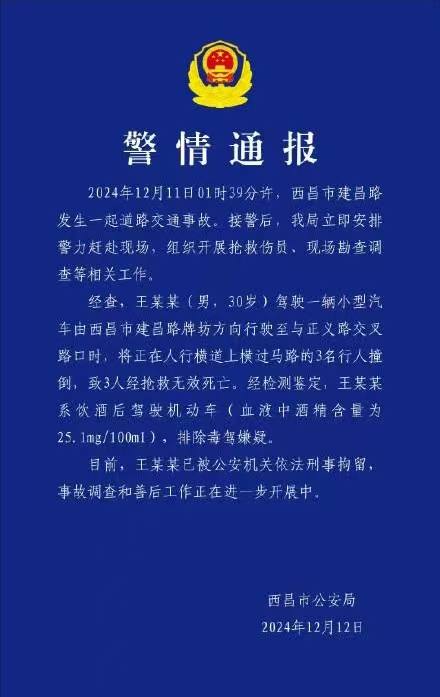 警情通报
2024年12月11日01时39分许，西昌市建昌路
发生一起道路交通事故。接警后，我局立即安排
警力赶赴现场，组织开展抢救伤员、现场勘查调
查等相关工作。
经查，王某某（男，30岁）驾驶一辆小型汽
车由西昌市建昌路牌坊方向行驶至与正义路交叉
路口时，将正在人行横道上横过马路的3名行人撞
倒，致3人经抢救无效死亡。经检测鉴定，王某某
系饮酒后驾驶机动车（血液中酒精含量为
25.1mg/100ml），排除毒驾嫌疑。
目前，王某某已被公安机关依法刑事拘留，
事故调查和善后工作正在进一步开展中。
西昌市公安局
2024年12月12日